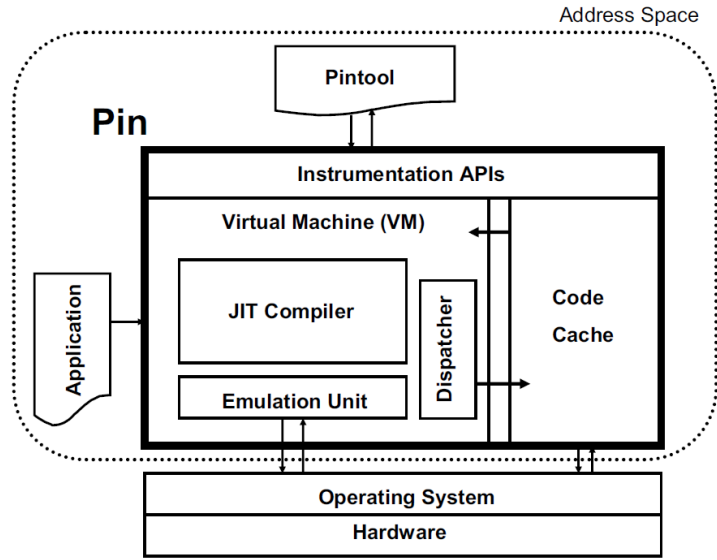 Address Space
Pintool
Pin
Instrumentation APIs
Virtual Machine (VM)
Application
JIT Compiler
Dispatcher
Code
Cache
Emulation Unit
Operating System
Hardware